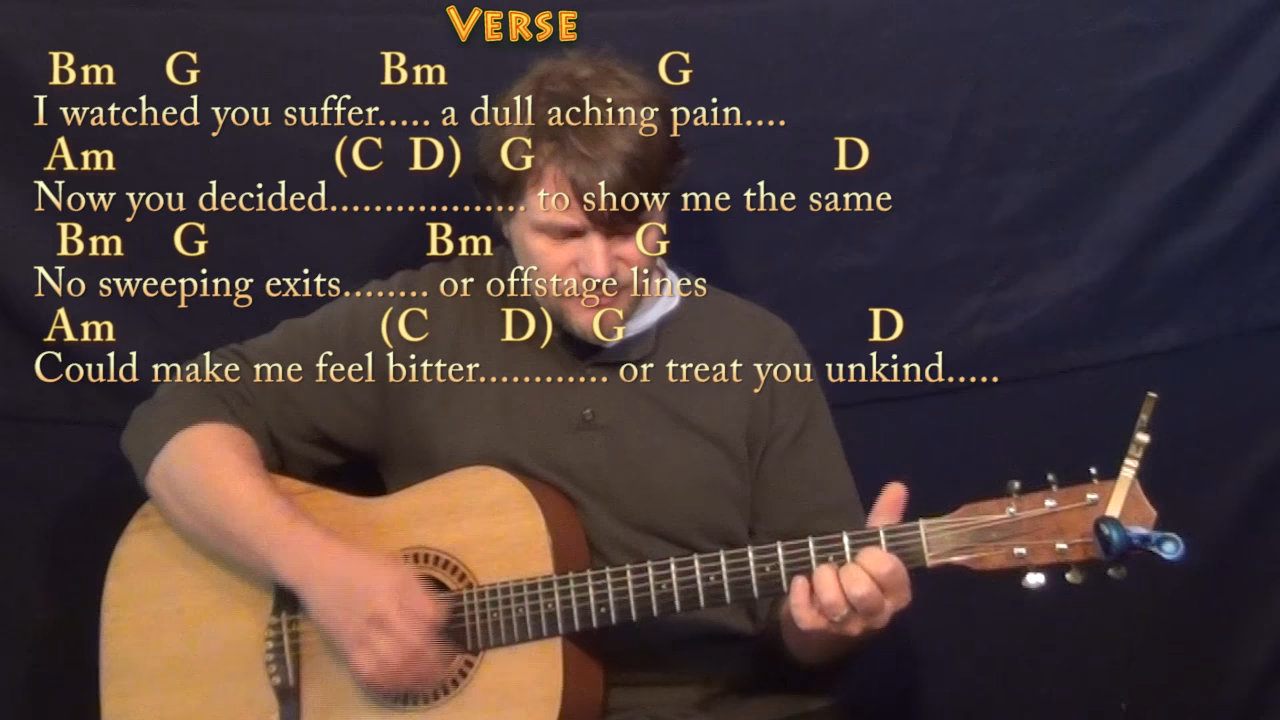 VERSE
Bm G Bm G
I watched you suffer..... a dull aching pain....
Am (C D) G D
Now you decided.................. to show me the same
Bm G Bm G
No sweeping exits........ or offstage lines
Am (C D) G D
Could make me feel bitter............ or treat you unkind.....